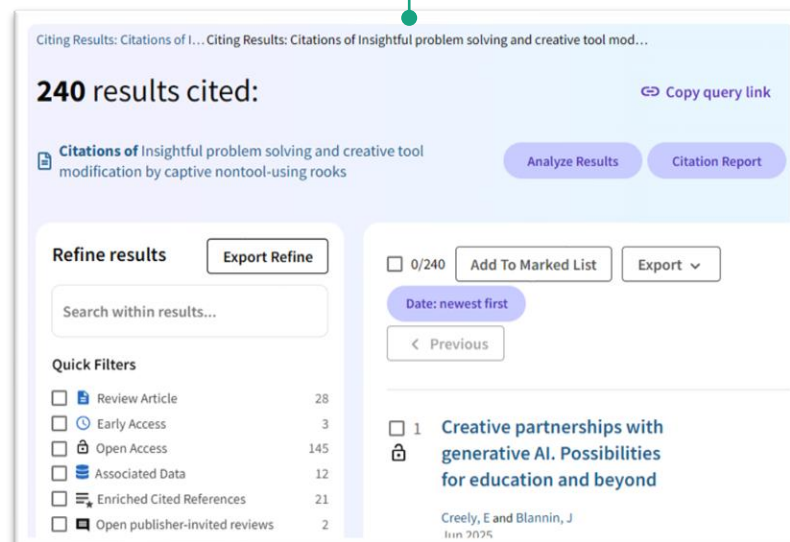 Citing Results: Citations of I... Citing Results: Citations of Insightful problem solving and creative tool mod...
240 results cited:
Copy query link
Citations of Insightful problem solving and creative tool
modification by captive nontool-using rooks
Analyze Results
Citation Report
Refine results
Export Refine
Search within results...
Quick Filters
Review Article 28
Early Access 3
Open Access 145
Associated Data 12
Enriched Cited References 21
Open publisher-invited reviews 2
0/240
Add To Marked List
Export
Date: newest first
Previous
1
Creative partnerships with
generative AI. Possibilities
for education and beyond
Creely, E and Blannin, J
Jun 2025